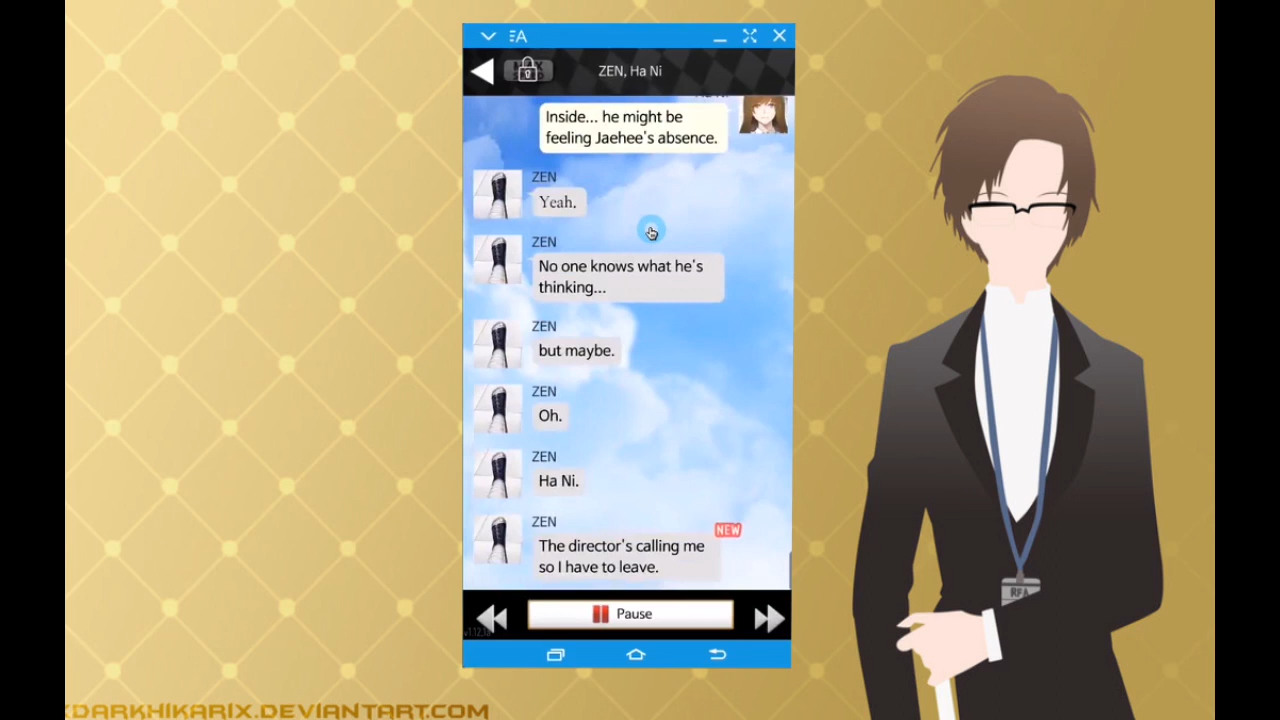 ΞA
ZEN, Ha Ni
Inside... he might be
feeling Jaehee's absence.
ZEN
Yeah.
ZEN
No one knows what he's
thinking...
ZEN
but maybe.
ZEN
Oh.
ZEN
Ha Ni.
ZEN
NEW
The director's calling me
so I have to leave.
Pause
RFA
XDARKHIKARIX.DEVIANTART.COM